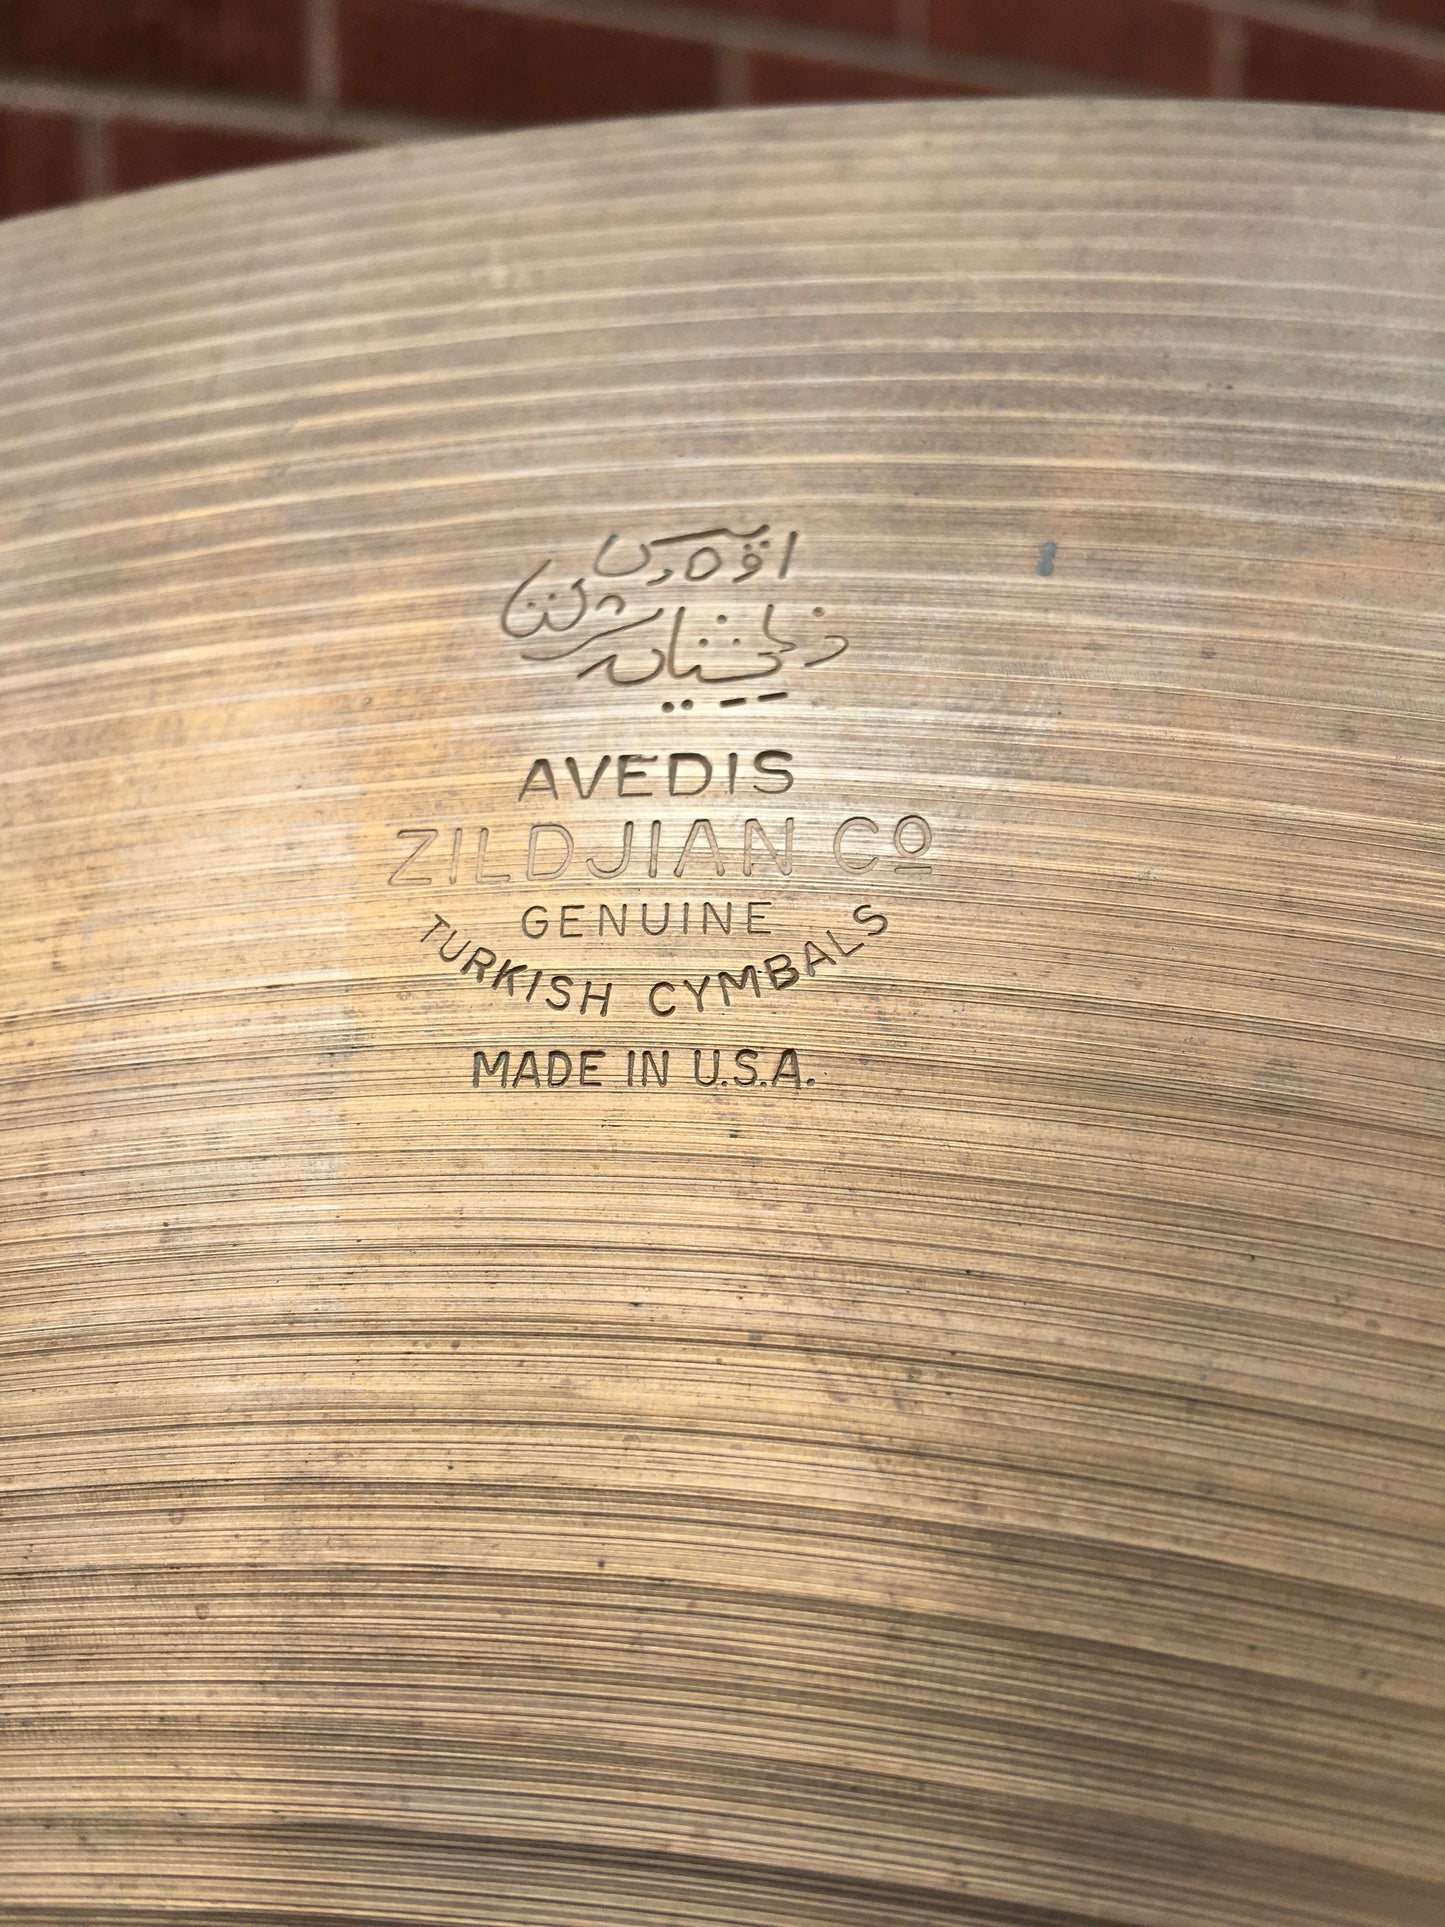 AVEDIS
ZILDJIAN Co
GENUINE
TURKISH CYMBALS
MADE IN U.S.A.